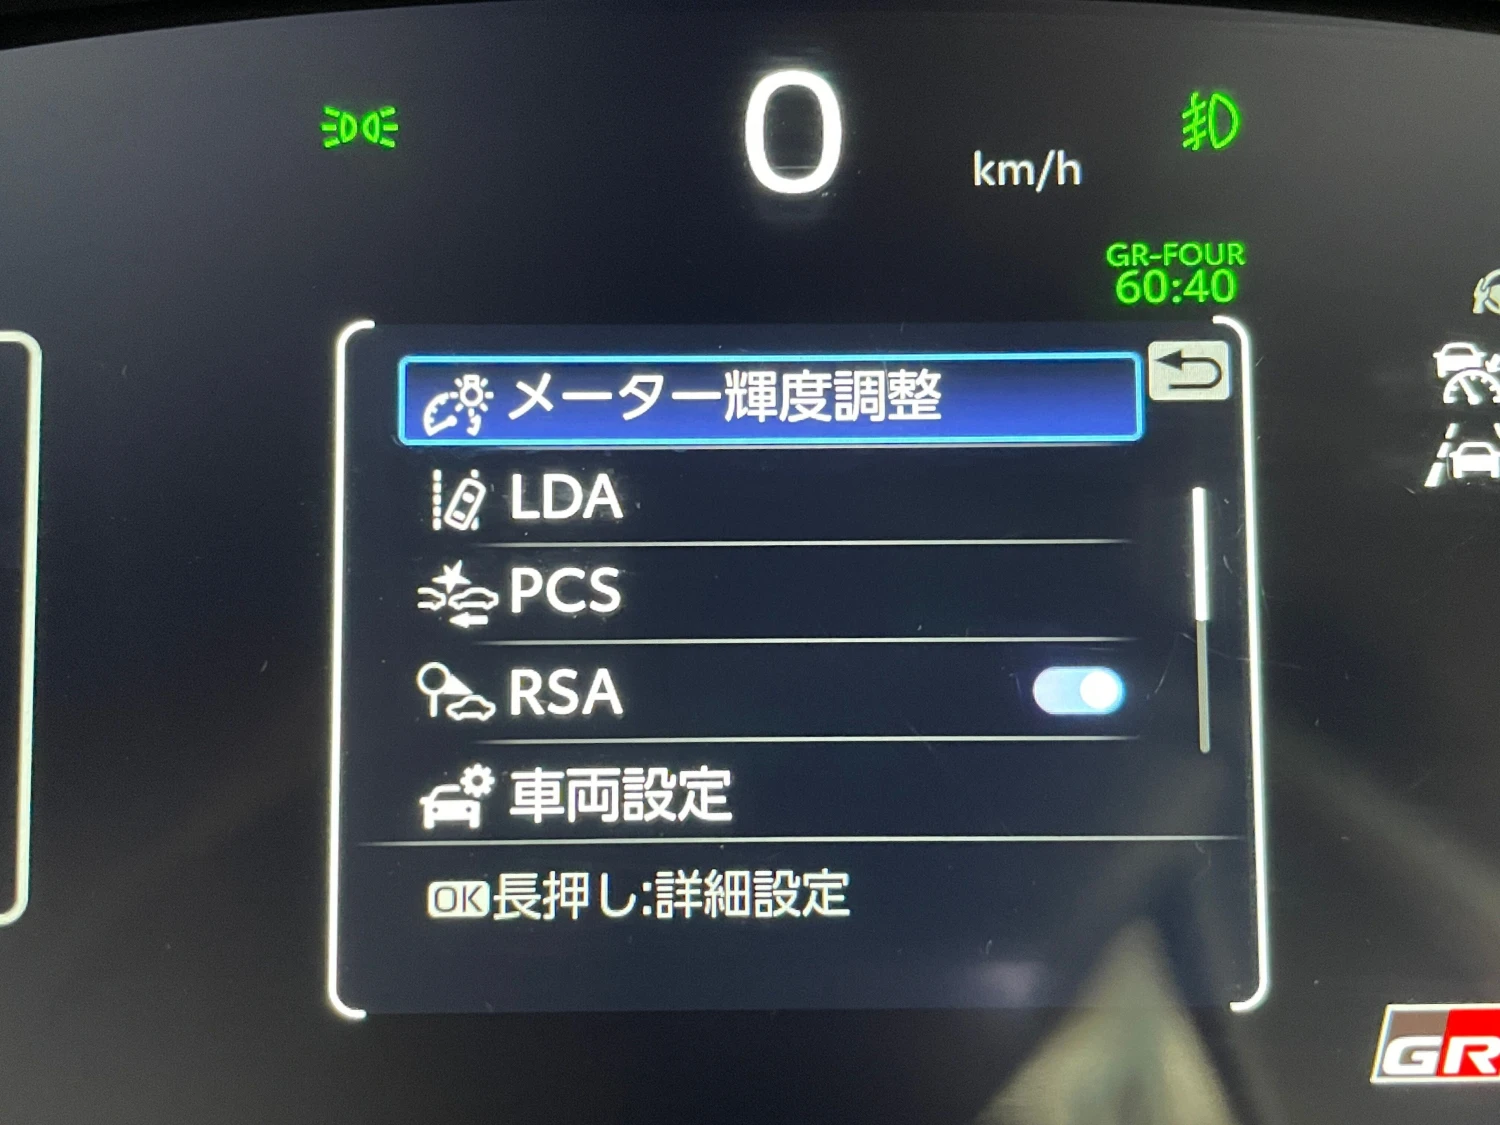 0
km/h
GR-FOUR
60:40
メーター輝度調整
LDA
PCS
RSA
車両設定
OK長押し:詳細設定
GR